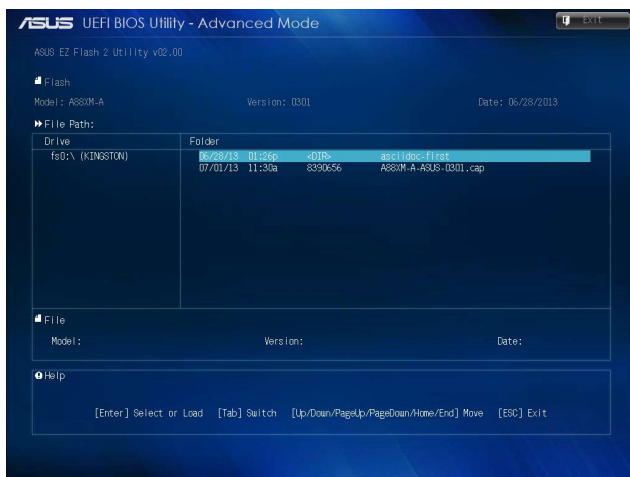 ASUS UEFI BIOS Utility - Advanced Mode
Exit
ASUS EZ Flash 2 Utility v02.00
Flash
Model: A88XM-A Version: 0301 Date: 06/28/2013
File Path:
Drive Folder
fs0:\ (KINGSTON) 06/28/13 01:26p <DIR> asciidoc-first
07/01/13 11:30a 8390656 A88XM-A-ASUS-0301.cap
File
Model: Version: Date:
Help
[Enter] Select or Load [Tab] Switch [Up/Down/PageUp/PageDown/Home/End] Move [ESC] Exit